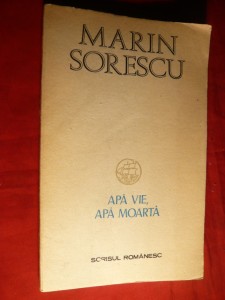 MARIN
SORESCU
APĂ VIE,
APĂ MOARTĂ
SCRISUL ROMÂNESC